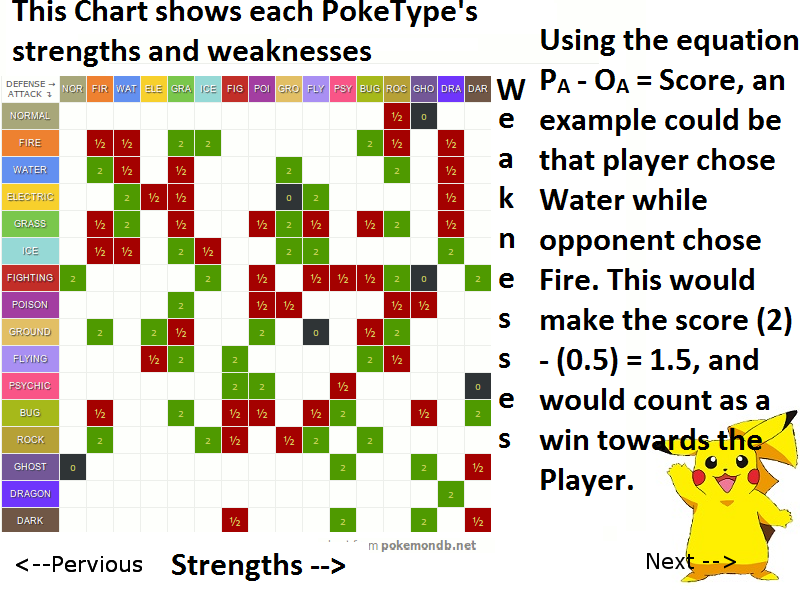 This Chart shows each PokeType's
strengths and weaknesses
DEFENSE → NOR FIR WAT ELE GRA ICE FIG POI GRO FLY PSY BUG ROC GHO DRA DAR
ATTACK ↴
NORMAL ½ 0
FIRE ½ ½ 2 2 2 ½ ½
WATER 2 ½ ½ 2 2 ½
ELECTRIC 2 ½ ½ 0 2 ½
GRASS ½ 2 ½ ½ 2 ½ ½ 2 ½
ICE ½ ½ 2 ½ 2 2 2
FIGHTING 2 2 ½ ½ ½ ½ 2 0 2
POISON 2 ½ ½ ½ ½
GROUND 2 2 ½ 2 0 ½ 2
FLYING ½ 2 2 2 ½
PSYCHIC 2 2 ½ 0
BUG ½ 2 ½ ½ ½ 2 ½ 2
ROCK 2 2 ½ ½ 2 2
GHOST 0 2 2 ½
DRAGON 2
DARK ½ 2 2 ½
pokemondb.net
W
e
a
k
n
e
s
s
e
s
Using the equation
PA - OA = Score, an
example could be
that player chose
Water while
opponent chose
Fire. This would
make the score (2)
- (0.5) = 1.5, and
would count as a
win towards the
Player.
<--Pervious
Strengths -->
Next -->